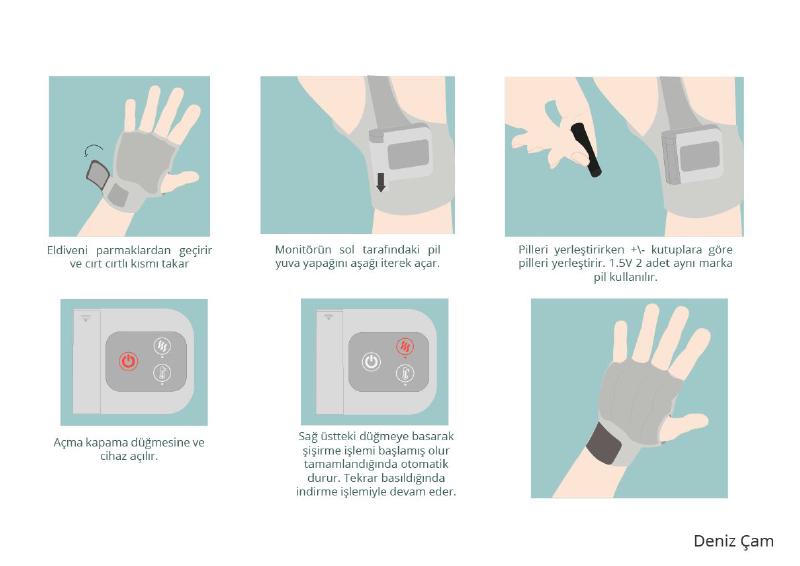 Eldiveni parmaklardan geçirir
ve cırt cırtlı kısmı takar
Monitörün sol tarafındaki pil
yuva yapağını aşağı iterek açar.
Pilleri yerleştirirken +\- kutuplara göre
pilleri yerleştir. 1.5V 2 adet aynı marka
pil kullanılır.
Açma kapama düğmesine ve
cihaz açılır.
Sağ üstteki düğmeye basarak
şişirme işlemi başlamış olur
tamamlandığında otomatik
durur. Tekrar basıldığında
indirme işlemiyle devam eder.
Deniz Çam